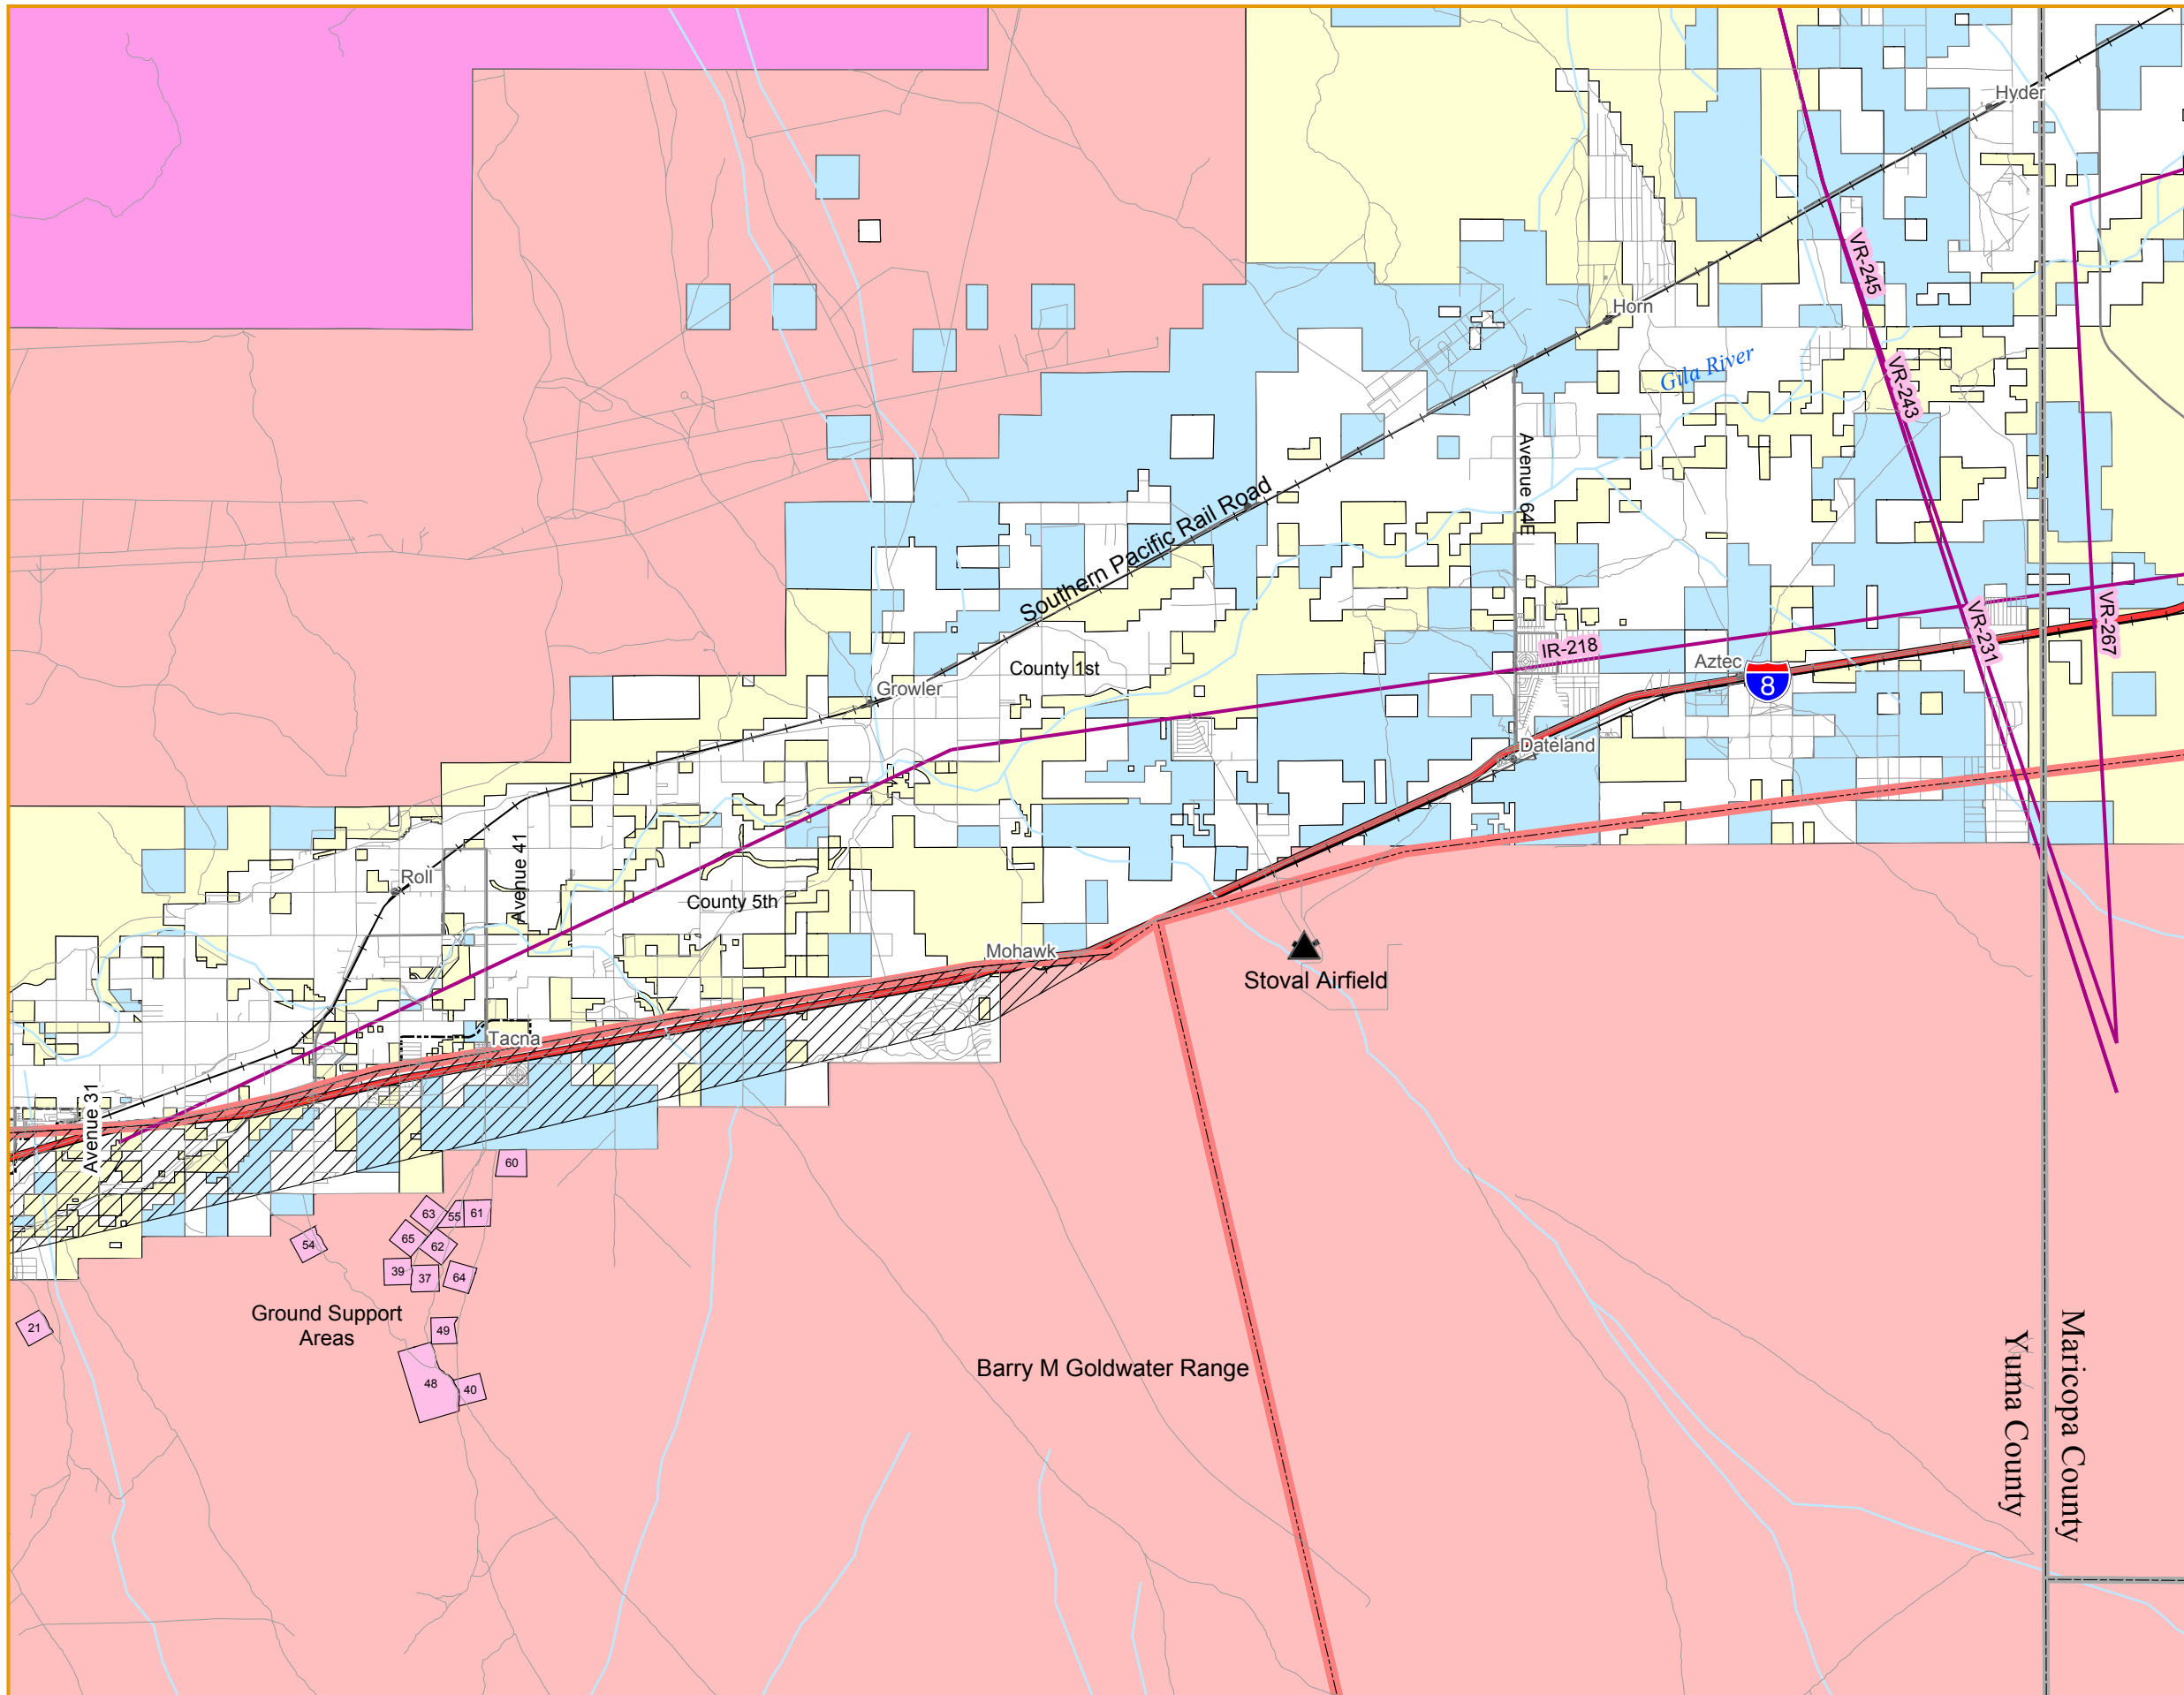 Hyder
VR-245
Horn
Gila River
VR-243
Avenue 64E
Southern Pacific Rail Road
VR-267
VR-231
County 1st
IR-218
Aztec
8
Growler
Dateland
Roll
Avenue 41
County 5th
Mohawk
Stoval Airfield
Tacna
Avenue 31
60
63
55
61
65
62
54
39
37
64
Ground Support
Areas
21
49
48
40
Barry M Goldwater Range
Yuma County
Maricopa County